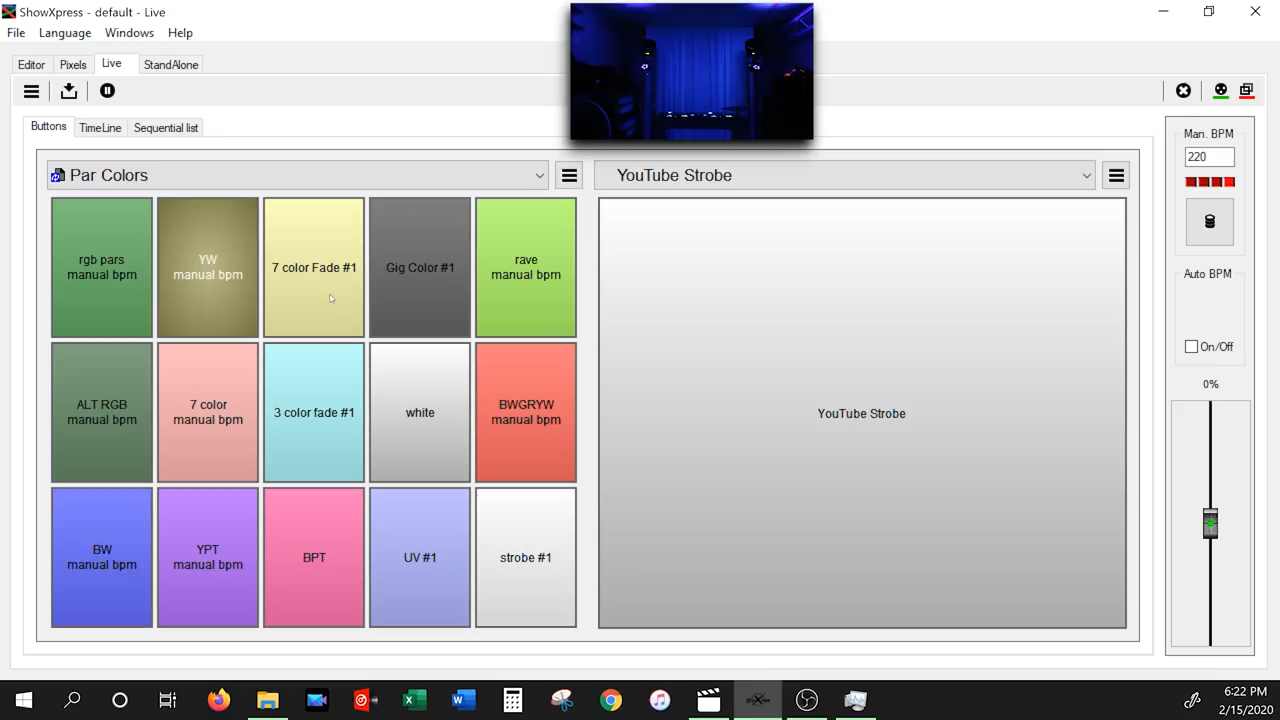 ShowXpress - default - Live
File Language Windows Help
Editor Pixels Live StandAlone
Buttons TimeLine Sequential list
Par Colors
YouTube Strobe
rgb pars
manual bpm
YW
manual bpm
7 color Fade #1
Gig Color #1
rave
manual bpm
ALT RGB
manual bpm
7 color
manual bpm
3 color fade #1
white
BWGRYW
manual bpm
BW
manual bpm
YPT
manual bpm
BPT
UV #1
strobe #1
YouTube Strobe
Man. BPM
220
Auto BPM
On/Off
0%
6:22 PM
2/15/2020